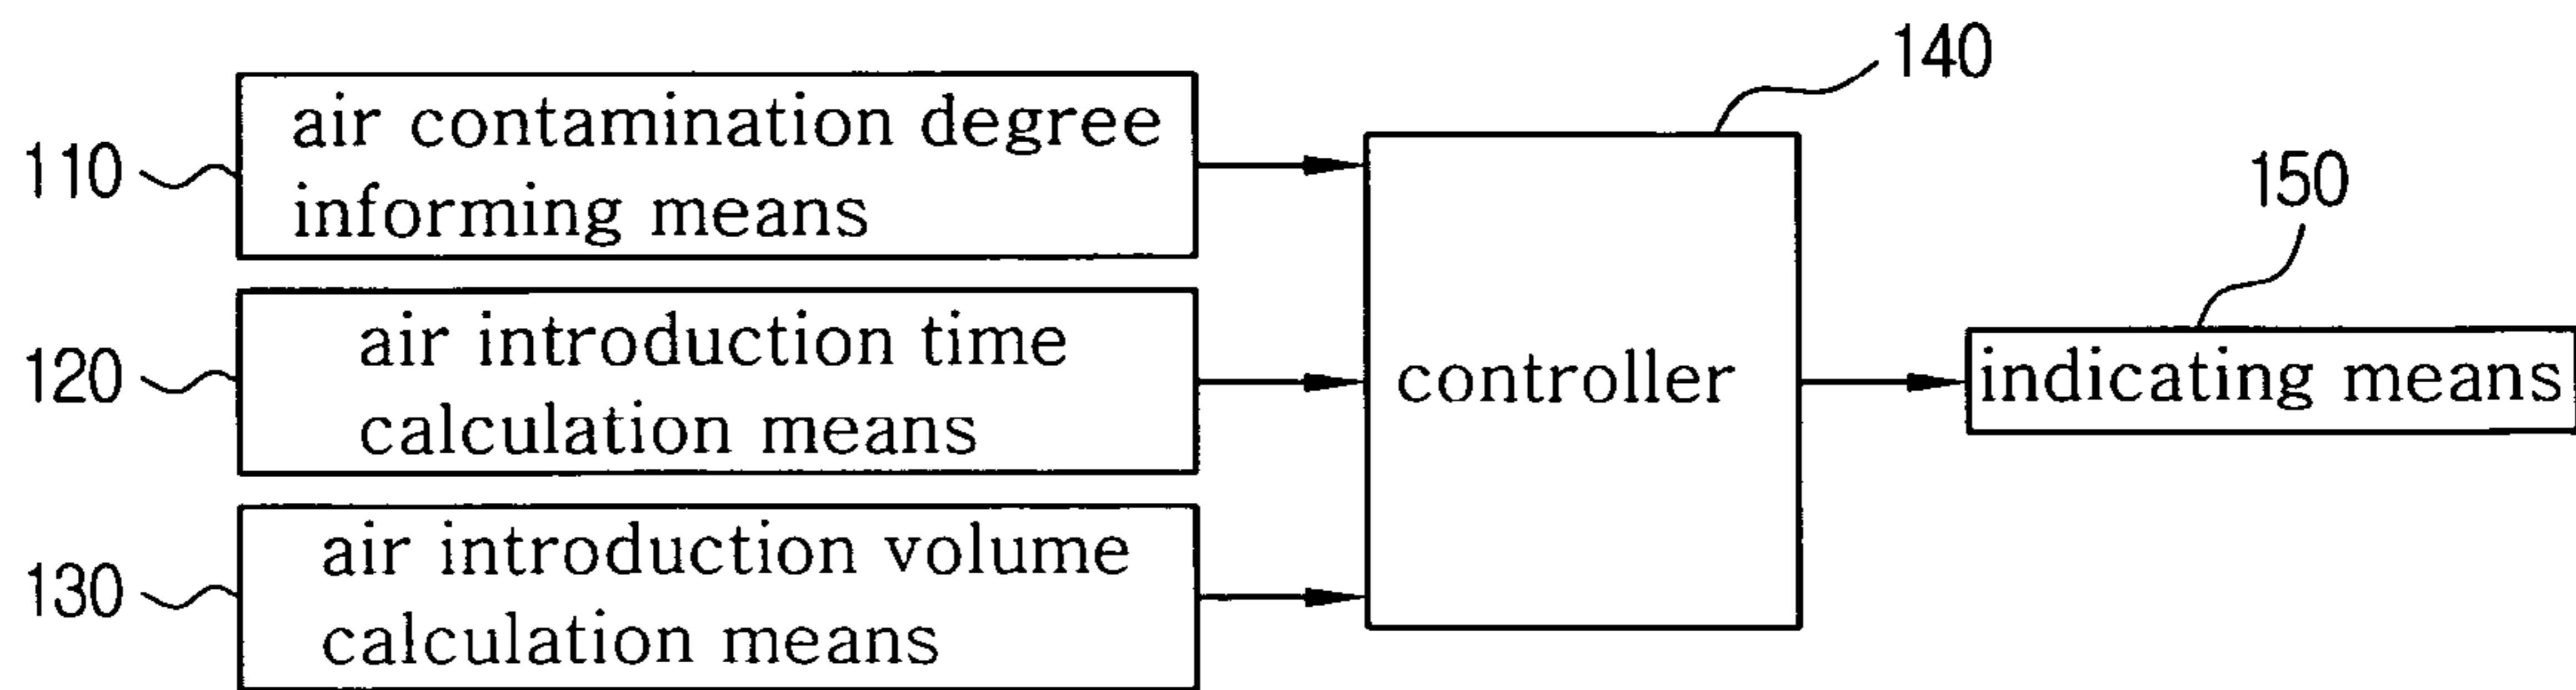 140
110
air contamination degree
informing means
150
120
air introduction time
calculation means
controller
indicating means
130
air introduction volume
calculation means